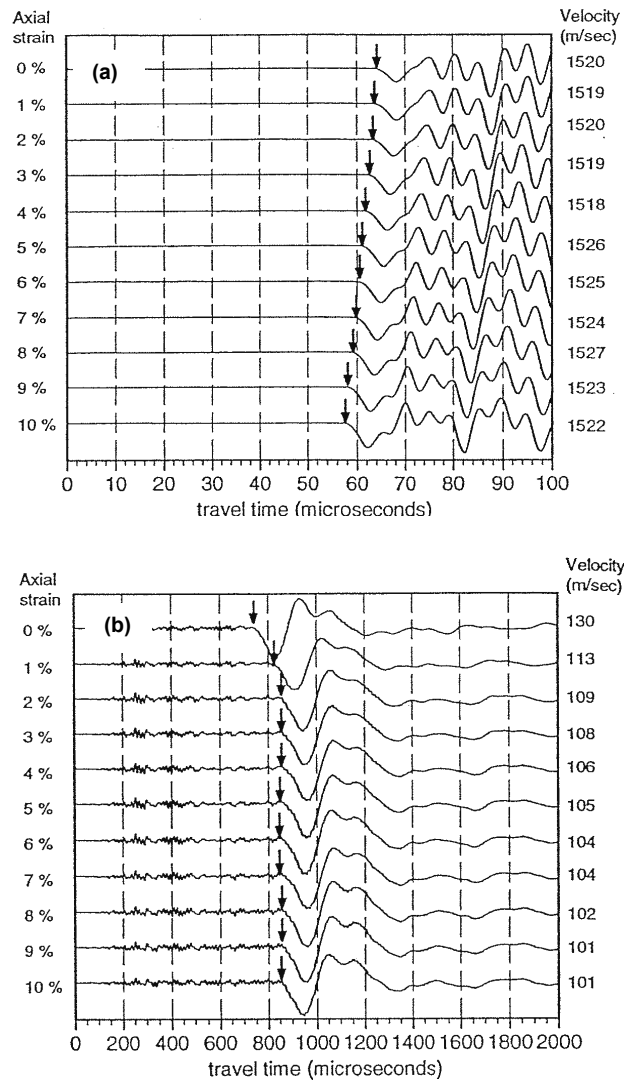 Axial strain
Velocity (m/sec)
(a)
0 % 1520
1 % 1519
2 % 1520
3 % 1519
4 % 1518
5 % 1526
6 % 1525
7 % 1524
8 % 1527
9 % 1523
10 % 1522
0 10 20 30 40 50 60 70 80 90 100
travel time (microseconds)
Axial strain
Velocity (m/sec)
(b)
0 % 130
1 % 113
2 % 109
3 % 108
4 % 106
5 % 105
6 % 104
7 % 104
8 % 102
9 % 101
10 % 101
0 200 400 600 800 1000 1200 1400 1600 1800 2000
travel time (microseconds)